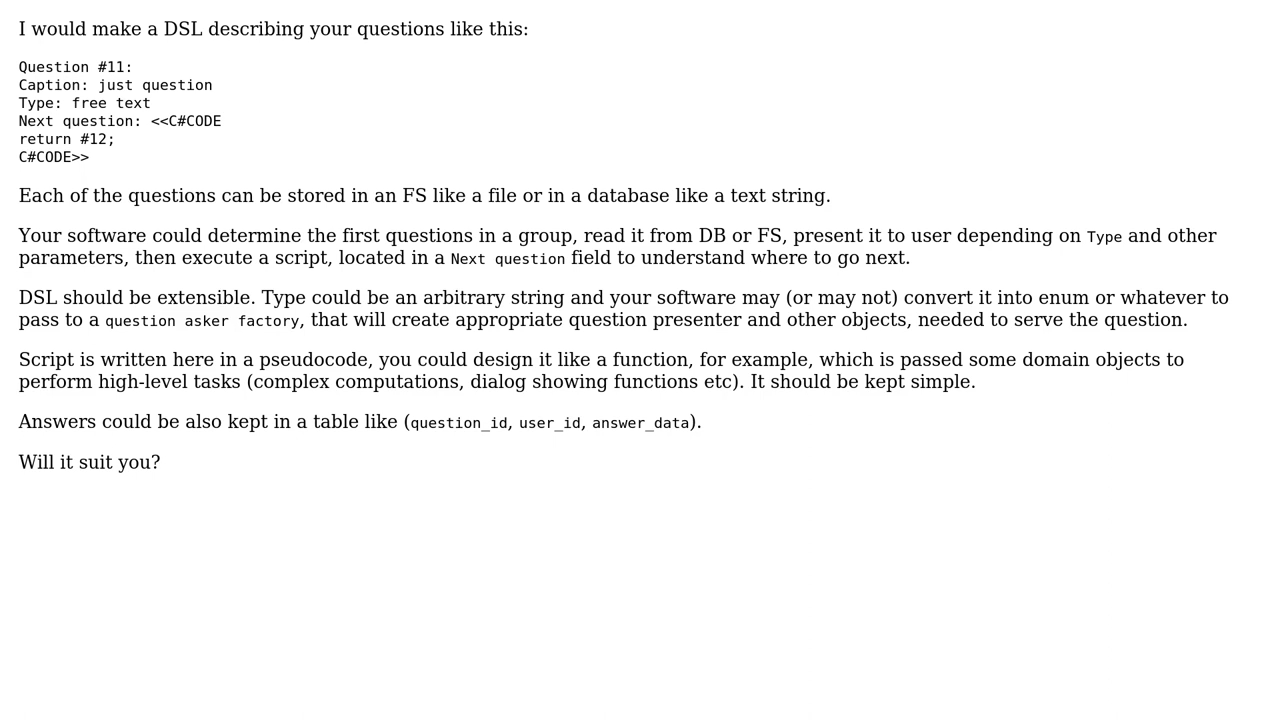 I would make a DSL describing your questions like this:
Question #11:
Caption: just question
Type: free text
Next question: <<C#CODE
return #12;
C#CODE>>
Each of the questions can be stored in an FS like a file or in a database like a text string.
Your software could determine the first questions in a group, read it from DB or FS, present it to user depending on Type and other
parameters, then execute a script, located in a Next question field to understand where to go next.
DSL should be extensible. Type could be an arbitrary string and your software may (or may not) convert it into enum or whatever to
pass to a question asker factory, that will create appropriate question presenter and other objects, needed to serve the question.
Script is written here in a pseudocode, you could design it like a function, for example, which is passed some domain objects to
perform high-level tasks (complex computations, dialog showing functions etc). It should be kept simple.
Answers could be also kept in a table like (question_id, user_id, answer_data).
Will it suit you?